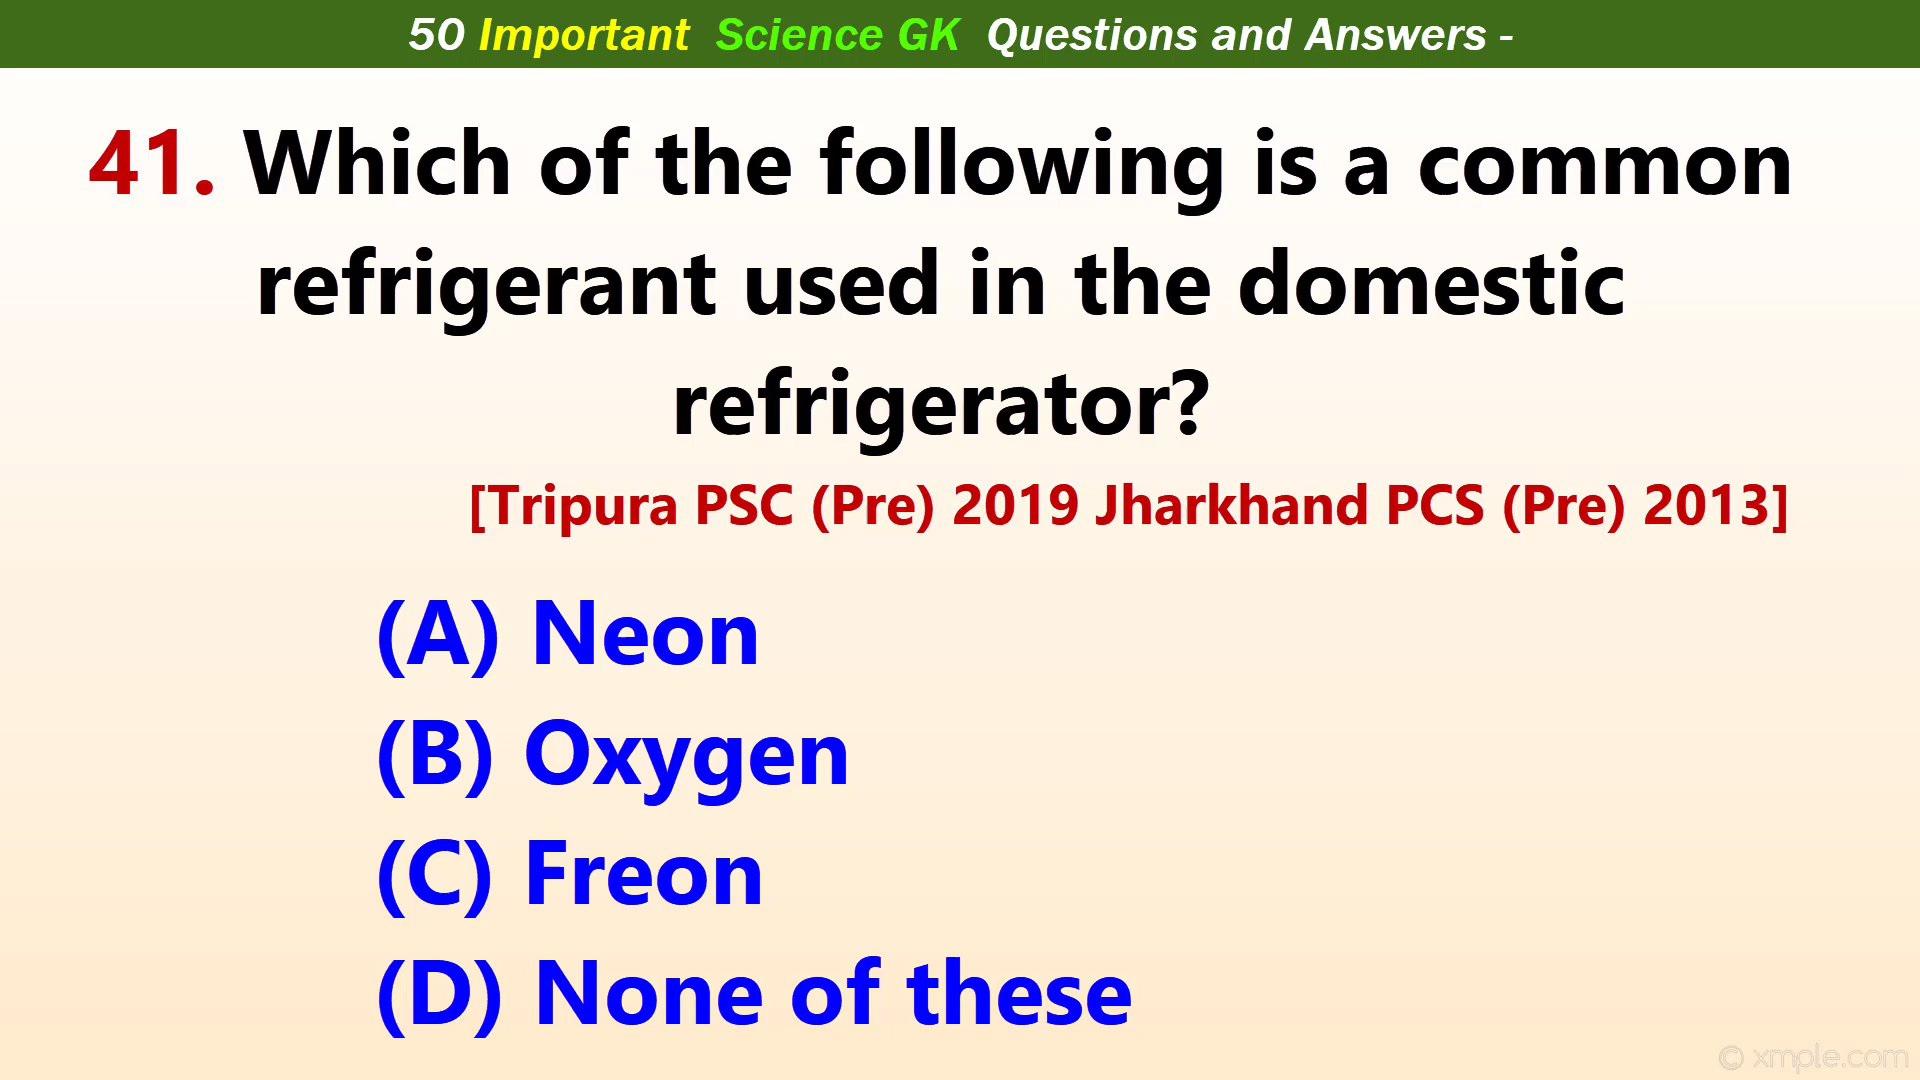 50 Important Science GK Questions and Answers -
41. Which of the following is a common
refrigerant used in the domestic
refrigerator?
[Tripura PSC (Pre) 2019 Jharkhand PCS (Pre) 2013]
(A) Neon
(B) Oxygen
(C) Freon
(D) None of these
© xmple.com